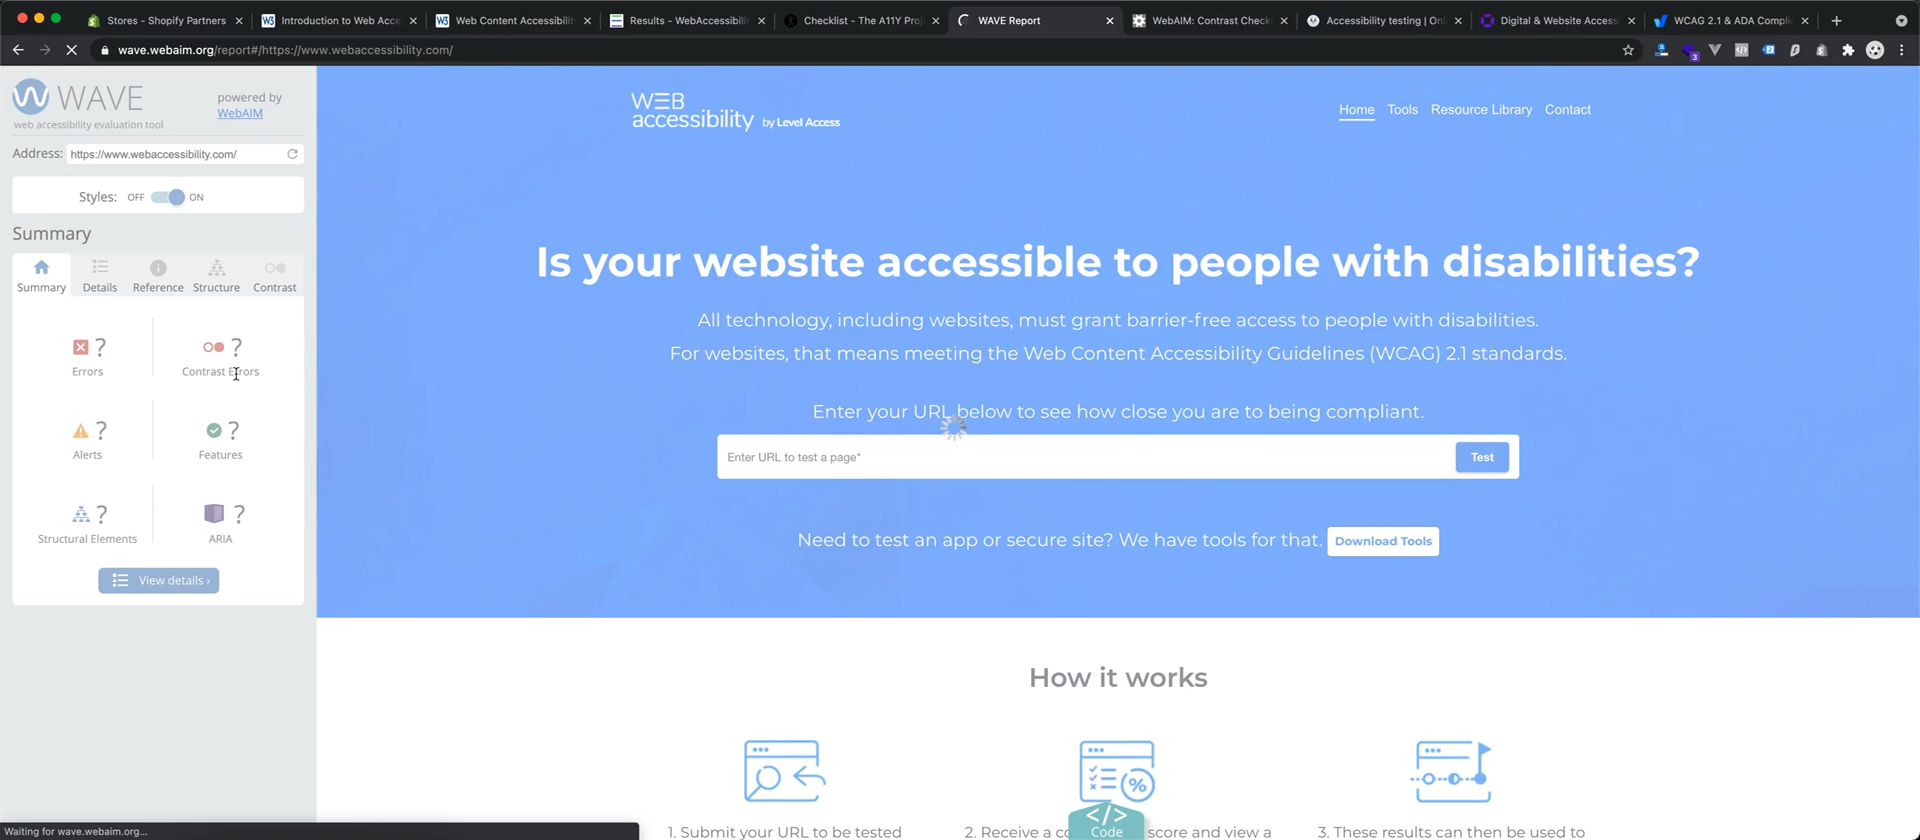 Stores - Shopify Partners
Introduction to Web Acce
Web Content Accessibility
Results – WebAccessibilit
Checklist - The A11Y Proj
WAVE Report
WebAIM: Contrast Check
Accessibility testing | Onl
Digital & Website Access
WCAG 2.1 & ADA Compli
wave.webaim.org/report#/https://www.webaccessibility.com/
3
WAVE
web accessibility evaluation tool
powered by
WebAIM
Address: https://www.webaccessibility.com/
Styles: OFF ON
Summary
Summary Details Reference Structure Contrast
? ?
Errors Contrast Errors
? ?
Alerts Features
? ?
Structural Elements ARIA
View details ›
WEB
accessibility by Level Access
Home Tools Resource Library Contact
Is your website accessible to people with disabilities?
All technology, including websites, must grant barrier-free access to people with disabilities.
For websites, that means meeting the Web Content Accessibility Guidelines (WCAG) 2.1 standards.
Enter your URL below to see how close you are to being compliant.
Enter URL to test a page* Test
Need to test an app or secure site? We have tools for that. Download Tools
How it works
%
</>
Code
1. Submit your URL to be tested
2. Receive a co score and view a
3. These results can then be used to
Waiting for wave.webaim.org...